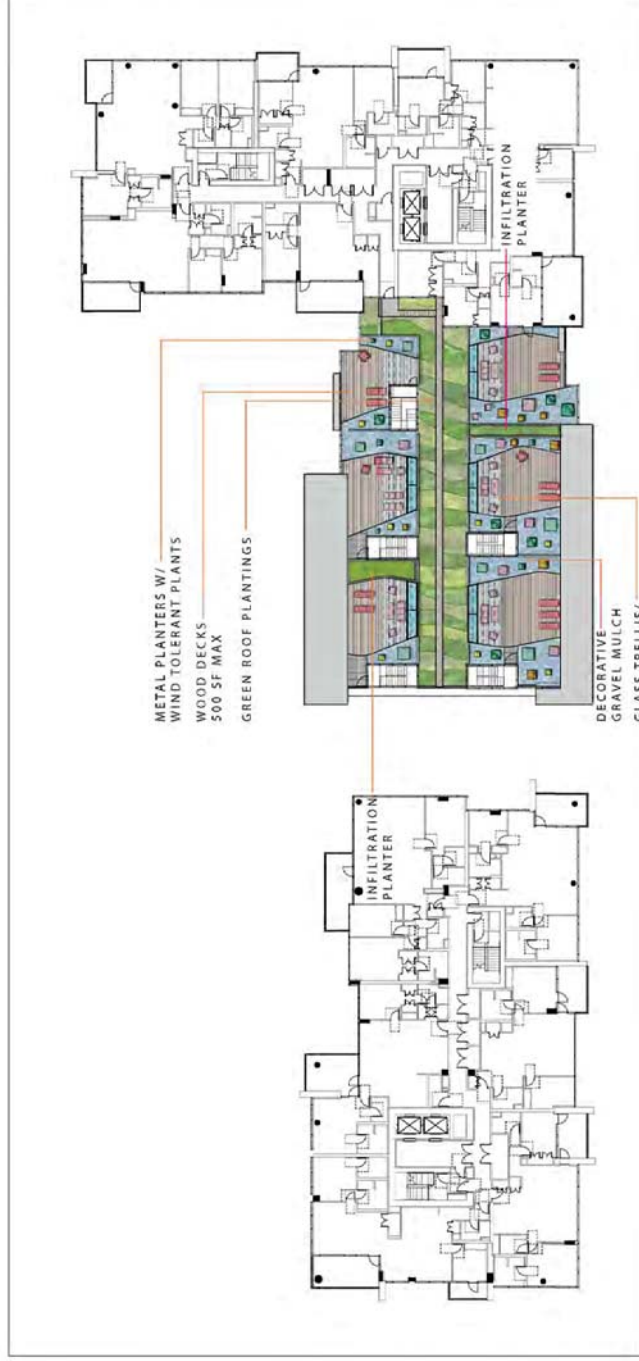 METAL PLANTERS W/
WIND TOLERANT PLANTS
WOOD DECKS
500 SF MAX
GREEN ROOF PLANTINGS
INFILTRATION
PLANTER
INFILTRATION
PLANTER
DECORATIVE
GRAVEL MULCH